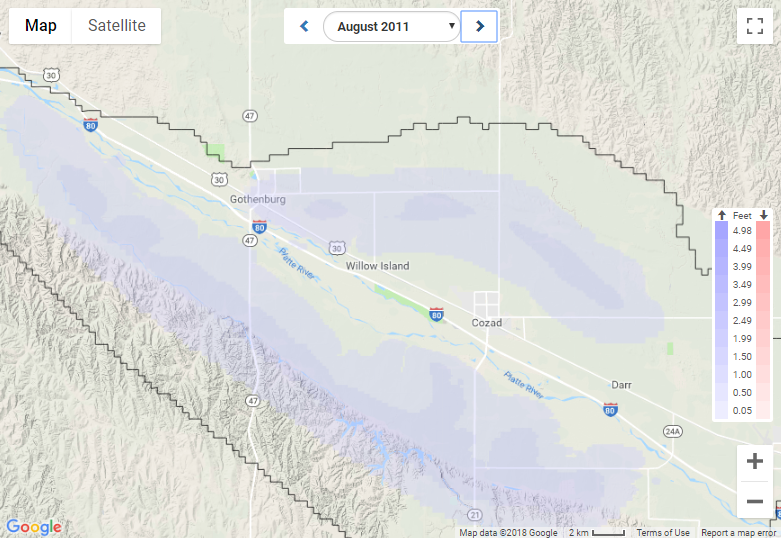 Map Satellite
August 2011
30
47
80
30
Gothenburg
80
47
30
Platte River
Willow Island
80
Cozad
Platte River
Darr
80
47
24A
21
Feet
4.98
4.49
3.99
3.49
2.99
2.49
1.99
1.50
1.00
0.50
0.05
Google
Map data ©2018 Google 2 km Terms of Use Report a map error